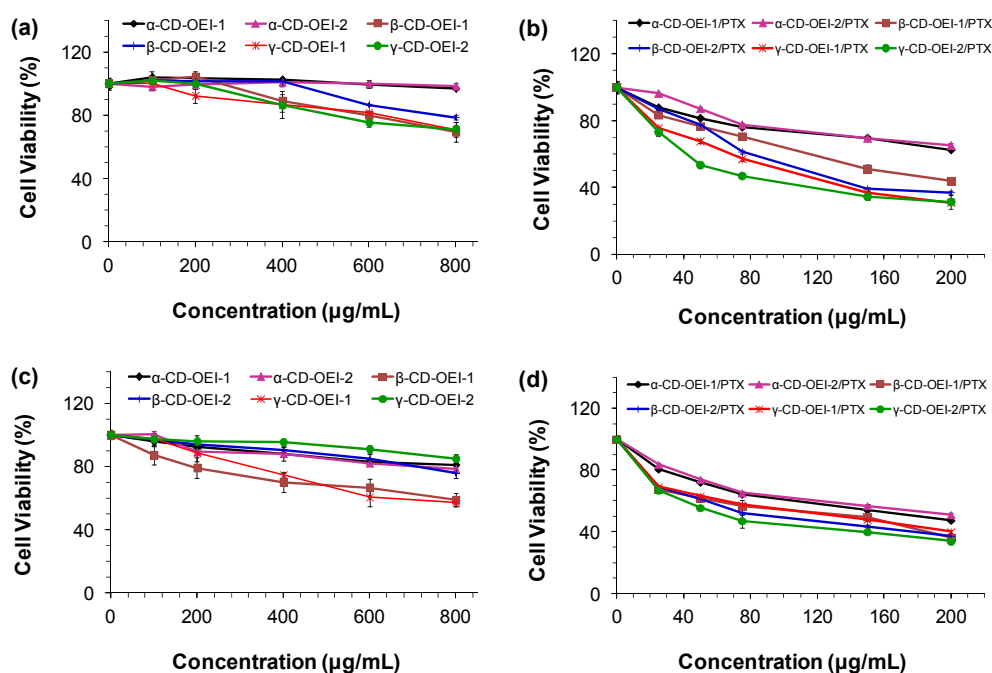 (a)
α-CD-OEI-1 α-CD-OEI-2 β-CD-OEI-1
β-CD-OEI-2 γ-CD-OEI-1 γ-CD-OEI-2
Cell Viability (%)
120
80
40
0
0 200 400 600 800
Concentration (µg/mL)
(b)
α-CD-OEI-1/PTX α-CD-OEI-2/PTX β-CD-OEI-1/PTX
β-CD-OEI-2/PTX γ-CD-OEI-1/PTX γ-CD-OEI-2/PTX
Cell Viability (%)
120
80
40
0
0 40 80 120 160 200
Concentration (µg/mL)
(c)
α-CD-OEI-1 α-CD-OEI-2 β-CD-OEI-1
β-CD-OEI-2 γ-CD-OEI-1 γ-CD-OEI-2
Cell Viability (%)
120
80
40
0
0 200 400 600 800
Concentration (µg/mL)
(d)
α-CD-OEI-1/PTX α-CD-OEI-2/PTX β-CD-OEI-1/PTX
β-CD-OEI-2/PTX γ-CD-OEI-1/PTX γ-CD-OEI-2/PTX
Cell Viability (%)
120
80
40
0
0 40 80 120 160 200
Concentration (µg/mL)